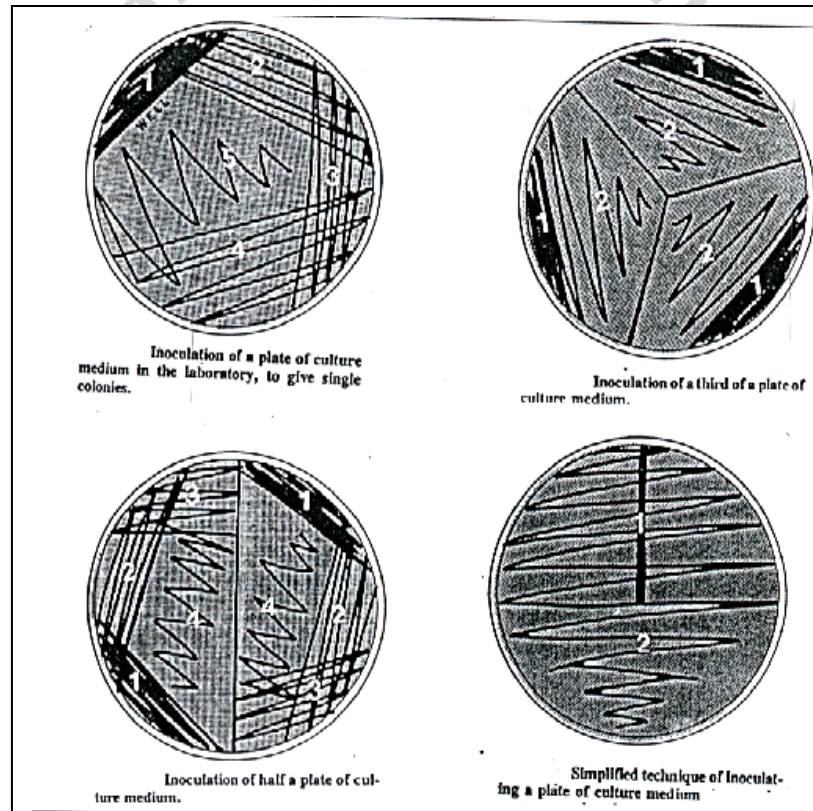 1
2
WELL
5
3
4
Inoculation of a plate of culture
medium in the laboratory, to give single
colonies.
1
2
1
2
2
1
Inoculation of a third of a plate of
culture medium.
3
1
2
4
4
2
1
3
Inoculation of half a plate of cul-
ture medium.
1
2
Simplified technique of Inoculat-
ing a plate of culture medium